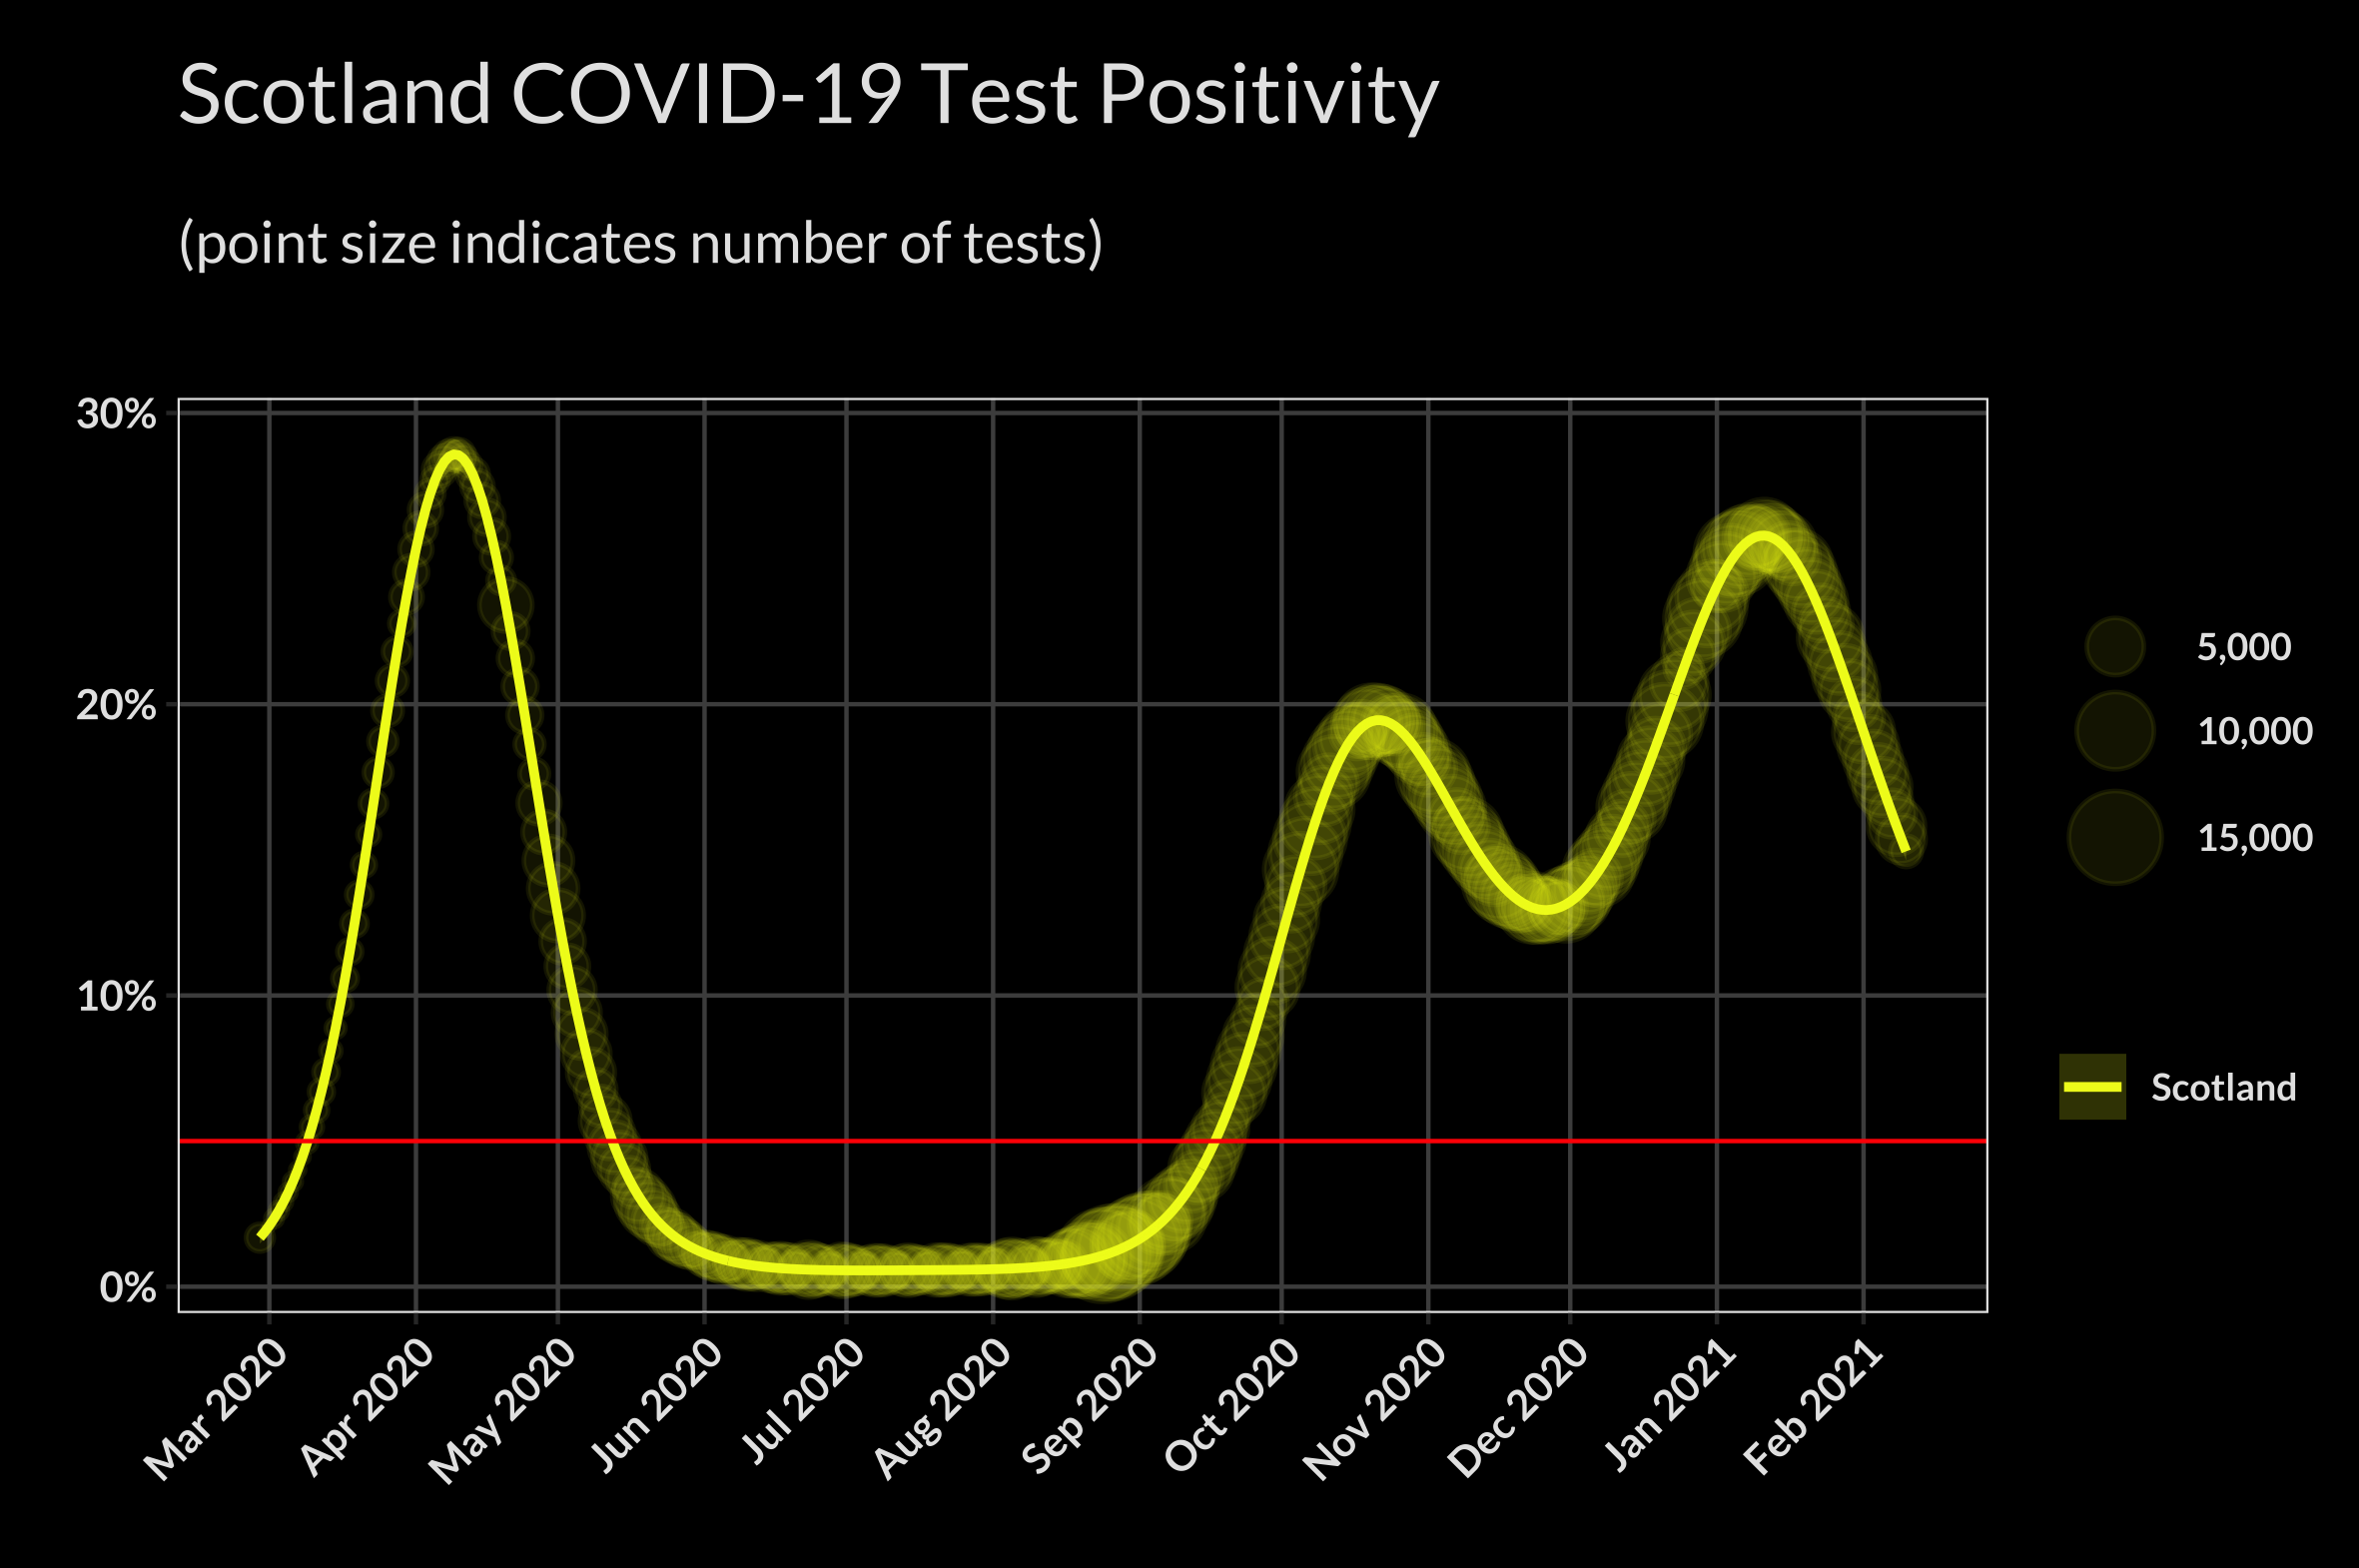 Scotland COVID-19 Test Positivity
(point size indicates number of tests)
30%
20%
10%
0%
Mar 2020
Apr 2020
May 2020
Jun 2020
Jul 2020
Aug 2020
Sep 2020
Oct 2020
Nov 2020
Dec 2020
Jan 2021
Feb 2021
5,000
10,000
15,000
Scotland